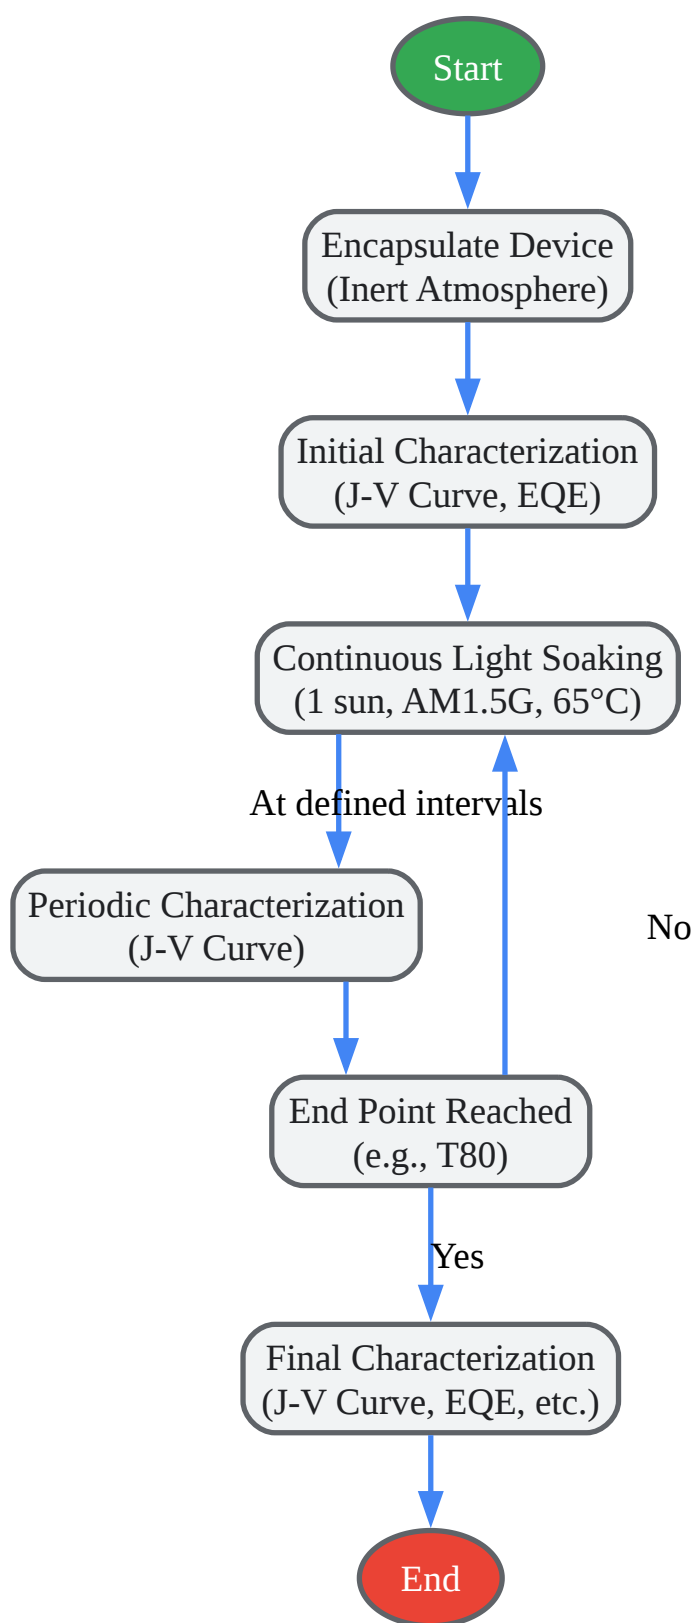 Start
Encapsulate Device
(Inert Atmosphere)
Initial Characterization
(J-V Curve, EQE)
Continuous Light Soaking
(1 sun, AM1.5G, 65°C)
At defined intervals
Periodic Characterization
(J-V Curve)
No
End Point Reached
(e.g., T80)
Yes
Final Characterization
(J-V Curve, EQE, etc.)
End